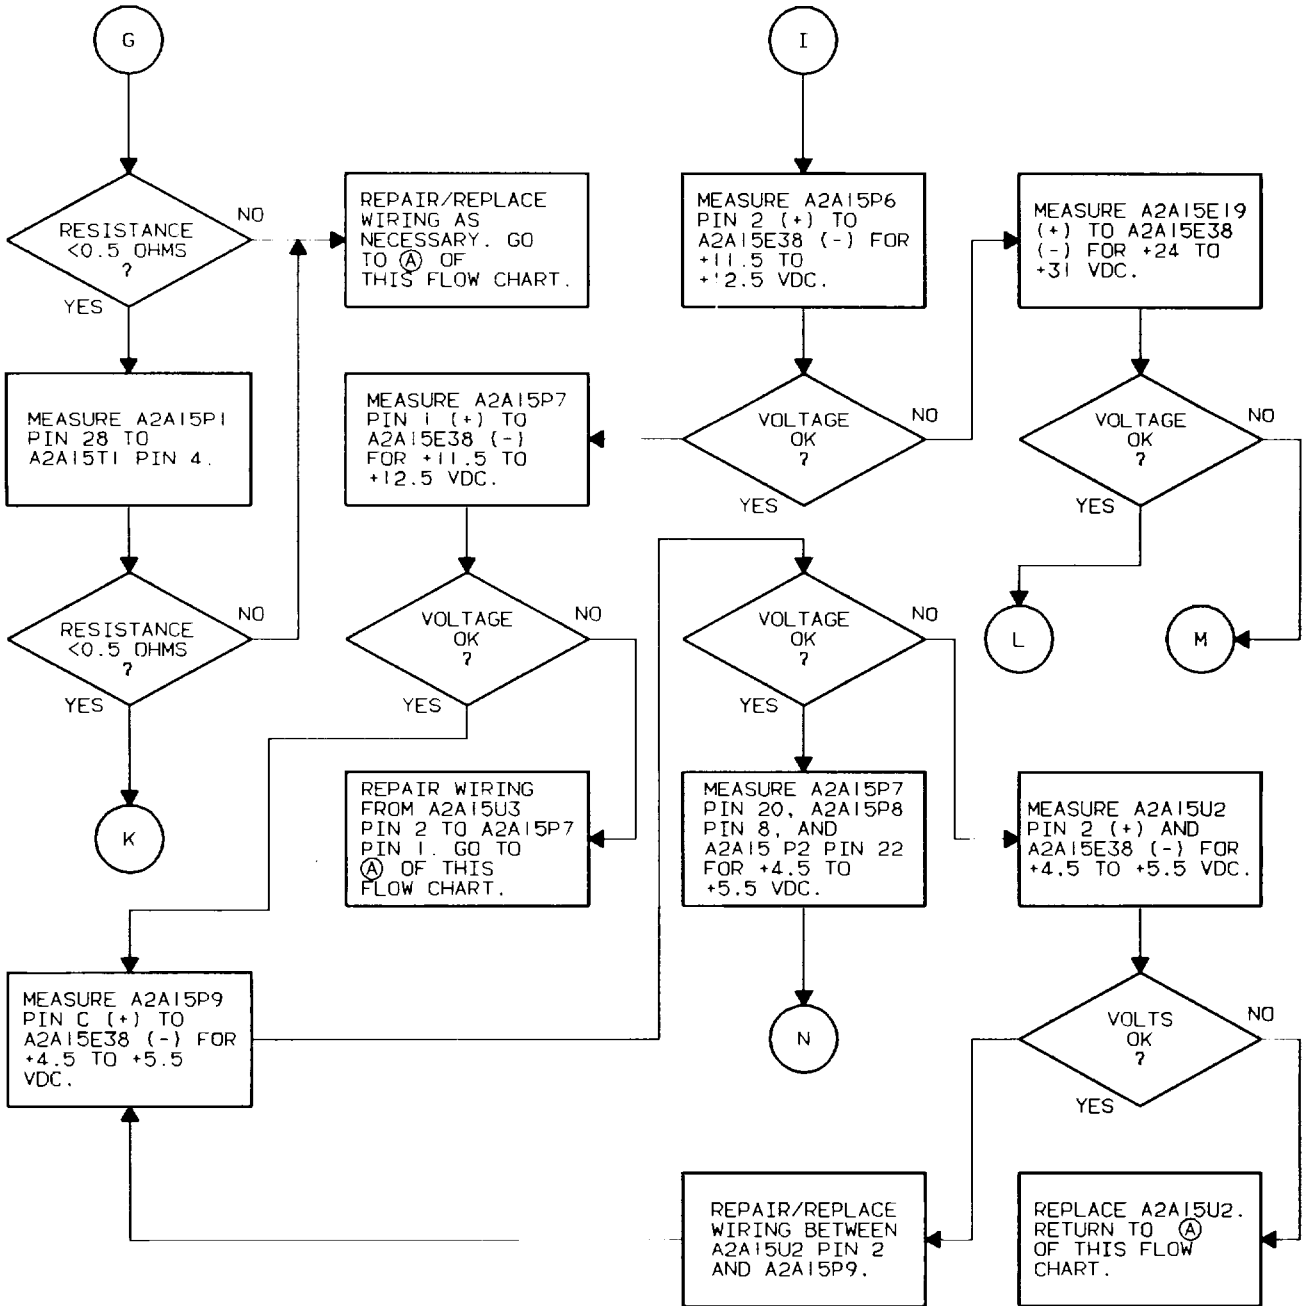 G
I
RESISTANCE
<0.5 OHMS
?
NO
YES
REPAIR/REPLACE
WIRING AS
NECESSARY. GO
TO A OF
THIS FLOW CHART.
MEASURE A2A15P6
PIN 2 (+) TO
A2A15E38 (-) FOR
+11.5 TO
+12.5 VDC.
MEASURE A2A15E19
(+) TO A2A15E38
(-) FOR +24 TO
+31 VDC.
MEASURE A2A15P1
PIN 28 TO
A2A15T1 PIN 4.
MEASURE A2A15P7
PIN 1 (+) TO
A2A15E38 (-)
FOR +11.5 TO
+12.5 VDC.
VOLTAGE
OK
?
NO
YES
VOLTAGE
OK
?
NO
YES
RESISTANCE
<0.5 OHMS
?
NO
YES
VOLTAGE
OK
?
NO
YES
VOLTAGE
OK
?
NO
YES
L
M
K
REPAIR WIRING
FROM A2A15U3
PIN 2 TO A2A15P7
PIN 1. GO TO
A OF THIS
FLOW CHART.
MEASURE A2A15P7
PIN 20, A2A15P8
PIN 8, AND
A2A15 P2 PIN 22
FOR +4.5 TO
+5.5 VDC.
MEASURE A2A15U2
PIN 2 (+) AND
A2A15E38 (-) FOR
+4.5 TO +5.5 VDC.
MEASURE A2A15P9
PIN C (+) TO
A2A15E38 (-) FOR
+4.5 TO +5.5
VDC.
N
VOLTS
OK
?
NO
YES
REPAIR/REPLACE
WIRING BETWEEN
A2A15U2 PIN 2
AND A2A15P9.
REPLACE A2A15U2.
RETURN TO A
OF THIS FLOW
CHART.